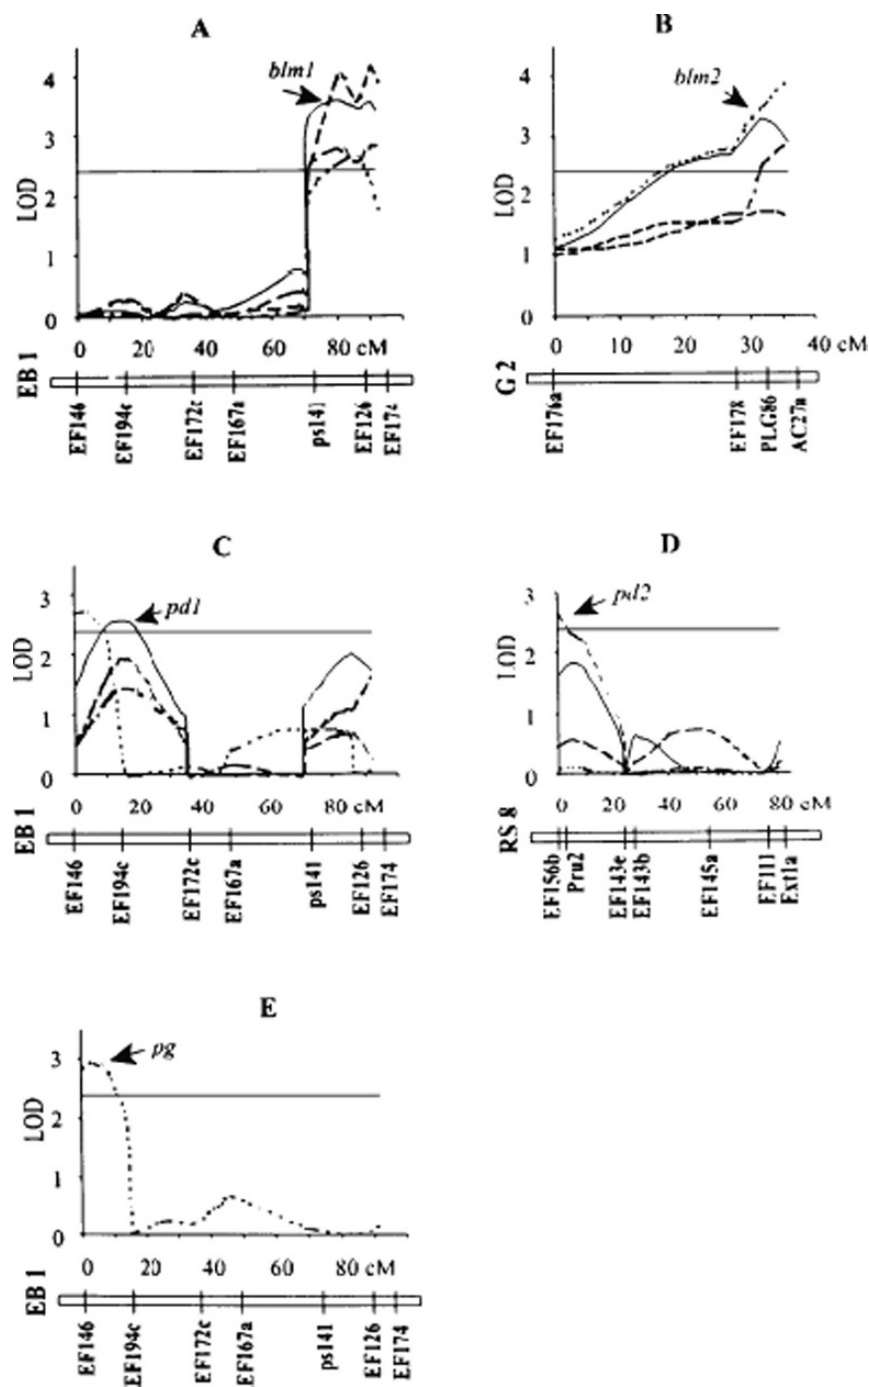 A
4
3
2
1
0
LOD
blm1
0 20 40 60 80 cM
EB 1
EF146
EF194c
EF172c
EF167a
ps141
EF126
EF174
B
4
3
2
1
0
LOD
blm2
0 10 20 30 40 cM
G 2
EF176a
EF178
PLG86
AC27a
C
3
2
1
0
LOD
pd1
0 20 40 60 80 cM
EB 1
EF146
EF194c
EF172c
EF167a
ps141
EF126
EF174
D
3
2
1
0
LOD
pd2
0 20 40 60 80 cM
RS 8
EF156b
Pru2
EF143e
EF143b
EF145a
EF111
Ext1a
E
3
2
1
0
LOD
pg
0 20 40 60 80 cM
EB 1
EF146
EF194c
EF172c
EF167a
ps141
EF126
EF174